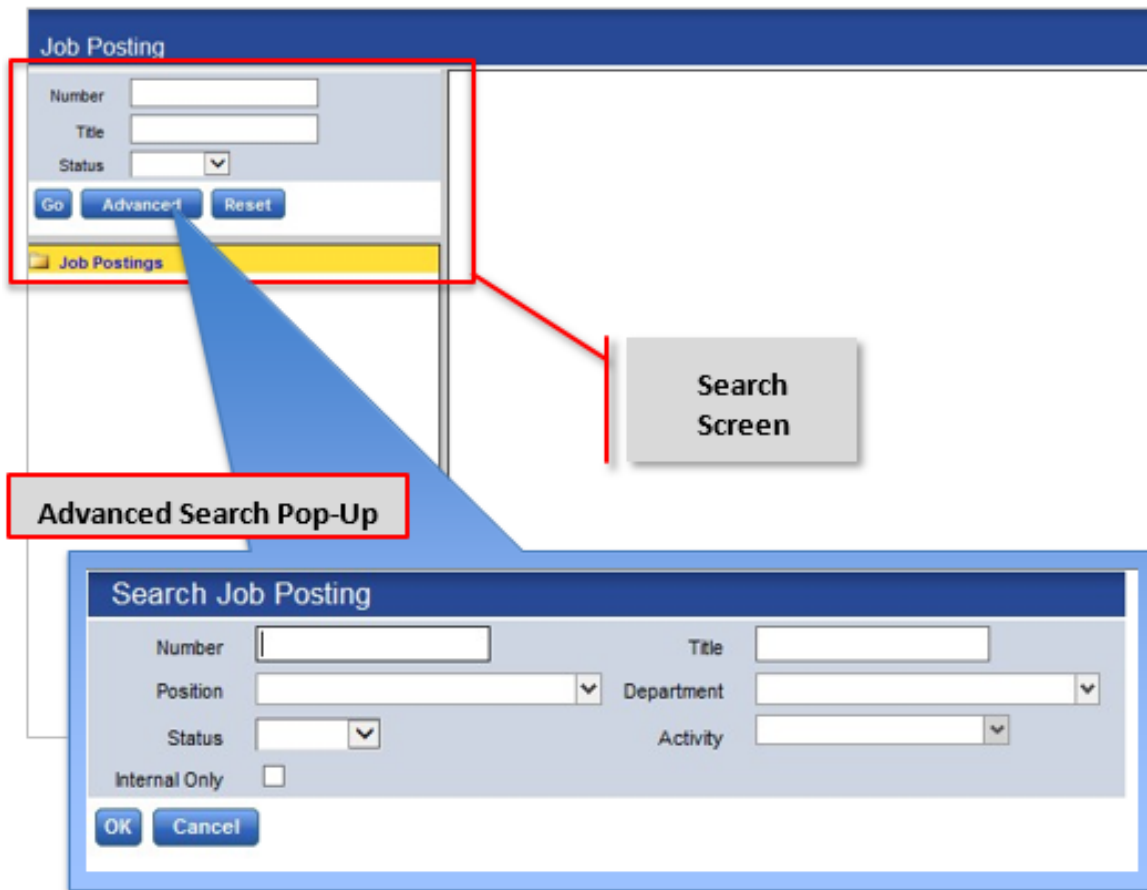 Job Posting
Number
Title
Status
Go Advanced Reset
Job Postings
Search
Screen
Advanced Search Pop-Up
Search Job Posting
Number Title
Position Department
Status Activity
Internal Only
OK Cancel